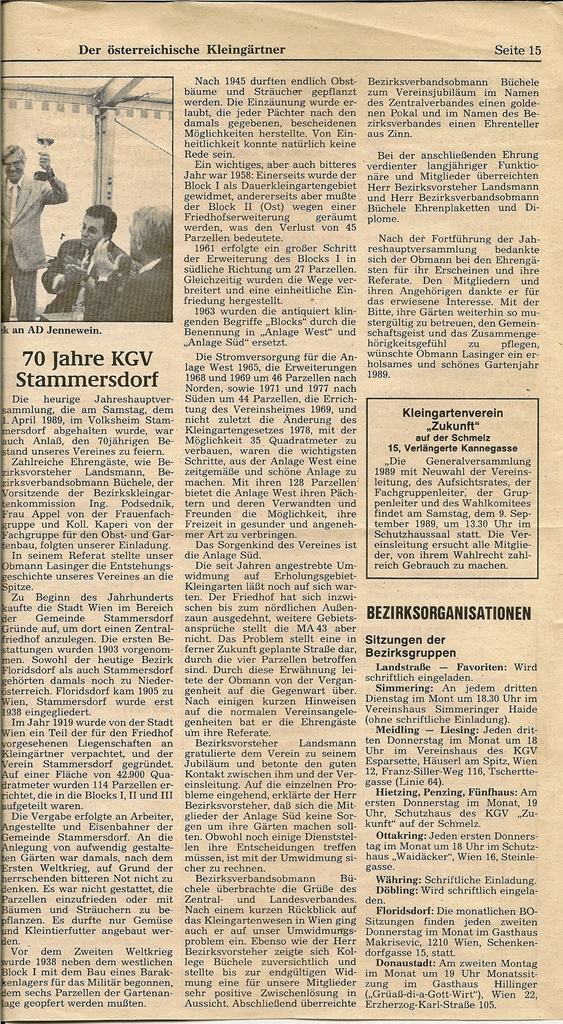 Der österreichische Kleingärtner
Seite 15
k an AD Jennewein.
70 Jahre KGV
Stammersdorf
Die heurige Jahreshauptver-
sammlung, die am Samstag, dem
1. April 1989, im Volksheim Stam-
mersdorf abgehalten wurde, war
auch Anlaß, den 70jährigen Be-
stand unseres Vereins zu feiern.
Zahlreiche Ehrengäste, wie Be-
zirksvorsteher Landsmann, Be-
zirksverbandsobmann Büchele, der
Vorsitzende der Bezirkskleingar-
tenkommission Ing. Podsednik,
Frau Appel von der Frauenfach-
gruppe und Koll. Kaperi von der
Fachgruppe für den Obst- und Gar-
tenbau, folgten unserer Einladung.
In seinem Referat stellte unser
Obmann Lasinger die Entstehungs-
geschichte unseres Vereines an die
Spitze.
Zu Beginn des Jahrhunderts
kaufte die Stadt Wien im Bereich
der Gemeinde Stammersdorf
Gründe auf, um dort einen Zentral-
friedhof anzulegen. Die ersten Be-
stattungen wurden 1903 vorgenom-
men. Sowohl der heutige Bezirk
Floridsdorf als auch Stammersdorf
gehörten damals noch zu Nieder-
österreich. Floridsdorf kam 1905 zu
Wien, Stammersdorf wurde erst
1938 eingegliedert.
Im Jahr 1919 wurde von der Stadt
Wien ein Teil der für den Friedhof
vorgesehenen Liegenschaften an
Kleingärtner verpachtet, und der
Verein Stammersdorf gegründet.
Auf einer Fläche von 42.900 Qua-
dratmeter wurden 114 Parzellen er-
richtet, die in die Blocks I, II und III
aufgeteilt waren.
Die Vergabe erfolgte an Arbeiter,
Angestellte und Eisenbahner der
Gemeinde Stammersdorf. An die
Anlegung von aufwendig gestalte-
ten Gärten war damals, nach dem
Ersten Weltkrieg, auf Grund der
herrschenden bitteren Not nicht zu
denken. Es war nicht gestattet, die
Parzellen einzufrieden oder mit
Bäumen und Sträuchern zu be-
pflanzen. Es durfte nur Gemüse
und Kleintierfutter angebaut wer-
den.
Vor dem Zweiten Weltkrieg
wurde 1938 neben dem westlichen
Block I mit dem Bau eines Barak-
kenlagers für das Militär begonnen,
dem sechs Parzellen der Gartenan-
lage geopfert werden mußten.
Nach 1945 durften endlich Obst-
bäume und Sträucher gepflanzt
werden. Die Einzäunung wurde er-
laubt, die jeder Pächter nach den
damals gegebenen, bescheidenen
Möglichkeiten herstellte. Von Ein-
heitlichkeit konnte natürlich keine
Rede sein.
Ein wichtiges, aber auch bitteres
Jahr war 1958: Einerseits wurde der
Block I als Dauerkleingartengebiet
gewidmet, andererseits aber mußte
der Block II (Ost) wegen einer
Friedhofserweiterung geräumt
werden, was den Verlust von 45
Parzellen bedeutete.
1961 erfolgte ein großer Schritt
der Erweiterung des Blocks I in
südliche Richtung um 27 Parzellen.
Gleichzeitig wurden die Wege ver-
breitert und eine einheitliche Ein-
friedung hergestellt.
1963 wurden die antiquiert klin-
genden Begriffe „Blocks“ durch die
Benennung in „Anlage West“ und
„Anlage Süd“ ersetzt.
Die Stromversorgung für die An-
lage West 1965, die Erweiterungen
1968 und 1969 um 46 Parzellen nach
Norden, sowie 1971 und 1977 nach
Süden um 44 Parzellen, die Errich-
tung des Vereinsheimes 1969, und
nicht zuletzt die Änderung des
Kleingartengesetzes 1978, mit der
Möglichkeit 35 Quadratmeter zu
verbauen, waren die wichtigsten
Schritte, aus der Anlage West eine
zeitgemäße und schöne Anlage zu
machen. Mit ihren 128 Parzellen
bietet die Anlage West ihren Päch-
tern und deren Verwandten und
Freunden die Möglichkeit, ihre
Freizeit in gesunder und angeneh-
mer Art zu verbringen.
Das Sorgenkind des Vereines ist
die Anlage Süd.
Die seit Jahren angestrebte Um-
widmung auf Erholungsgebiet-
Kleingarten läßt noch auf sich war-
ten. Der Friedhof hat sich inzwi-
schen bis zum nördlichen Außen-
zaun ausgedehnt, weitere Gebiets-
ansprüche stellt die MA 43 aber
nicht. Das Problem stellt eine in
ferner Zukunft geplante Straße dar,
durch die vier Parzellen betroffen
sind. Durch diese Erwähnung lei-
tete der Obmann von der Vergan-
genheit auf die Gegenwart über.
Nach einigen kurzen Hinweisen
auf die normalen Vereinsangele-
genheiten bat er die Ehrengäste
um ihre Referate.
Bezirksvorsteher Landsmann
gratulierte dem Verein zu seinem
Jubiläum und betonte den guten
Kontakt zwischen ihm und der Ver-
einsleitung. Auf die einzelnen Pro-
bleme eingehend, erklärte der Herr
Bezirksvorsteher, daß sich die Mit-
glieder der Anlage Süd keine Sor-
gen um ihre Gärten machen sol-
len. Obwohl noch einige Dienststel-
len ihre Entscheidungen treffen
müssen, ist mit der Umwidmung si-
cher zu rechnen.
Bezirksverbandsobmann Bü-
chele überbrachte die Grüße des
Zentral- und Landesverbandes.
Nach einem kurzen Rückblick auf
das Kleingartenwesen in Wien ging
auch er auf unser Umwidmungs-
problem ein. Ebenso wie der Herr
Bezirksvorsteher zeigte sich Kol-
lege Büchele zuversichtlich und
stellte bis zur endgültigen Wid-
mung eine für unsere Mitglieder
sehr positive Zwischenlösung in
Aussicht. Abschließend überreichte
Bezirksverbandsobmann Büchele
zum Vereinsjubiläum im Namen
des Zentralverbandes einen golde-
nen Pokal und im Namen des Be-
zirksverbandes einen Ehrenteller
aus Zinn.
Bei der anschließenden Ehrung
verdienter langjähriger Funktio-
näre und Mitglieder überreichten
Herr Bezirksvorsteher Landsmann
und Herr Bezirksverbandsobmann
Büchele Ehrenplaketten und Di-
plome.
Nach der Fortführung der Jah-
reshauptversammlung bedankte
sich der Obmann bei den Ehrengä-
sten für ihr Erscheinen und ihre
Referate. Den Mitgliedern und
ihren Angehörigen dankte er für
das erwiesene Interesse. Mit der
Bitte, ihre Gärten weiterhin so mu-
stergültig zu betreuen, den Gemein-
schaftsgeist und das Zusammenge-
hörigkeitsgefühl zu pflegen,
wünschte Obmann Lasinger ein er-
holsames und schönes Gartenjahr
1989.
Kleingartenverein
„Zukunft“
auf der Schmelz
15, Verlängerte Kannegasse
„Die Generalversammlung
1989 mit Neuwahl der Vereins-
leitung, des Aufsichtsrates, der
Fachgruppenleiter, der Grup-
penleiter und des Wahlkomitees
findet am Samstag, dem 9. Sep-
tember 1989, um 13.30 Uhr im
Schutzhaussaal statt. Die Ver-
einsleitung ersucht alle Mitglie-
der, von ihrem Wahlrecht zahl-
reich Gebrauch zu machen.
BEZIRKSORGANISATIONEN
Sitzungen der
Bezirksgruppen
Landstraße — Favoriten: Wird
schriftlich eingeladen.
Simmering: An jedem dritten
Dienstag im Mont um 18.30 Uhr im
Vereinshaus Simmeringer Haide
(ohne schriftliche Einladung).
Meidling — Liesing: Jeden drit-
ten Donnerstag im Monat um 18
Uhr im Vereinshaus des KGV
Esparsette, Häuserl am Spitz, Wien
12, Franz-Siller-Weg 116, Tschertte-
gasse (Linie 64).
Hietzing, Penzing, Fünfhaus: Am
ersten Donnerstag im Monat, 19
Uhr, Schutzhaus des KGV „Zu-
kunft“ auf der Schmelz.
Ottakring: Jeden ersten Donners-
tag im Monat um 18 Uhr im Schutz-
haus „Waidäcker“, Wien 16, Steinle-
gasse.
Währing: Schriftliche Einladung.
Döbling: Wird schriftlich eingela-
den.
Floridsdorf: Die monatlichen BO-
Sitzungen finden jeden zweiten
Donnerstag im Monat im Gasthaus
Makrisevic, 1210 Wien, Schenken-
dorfgasse 15, statt.
Donaustadt: Am zweiten Montag
im Monat um 19 Uhr Monatssit-
zung im Gasthaus Hillinger
(„Grüaß-di-a-Gott-Wirt“), Wien 22,
Erzherzog-Karl-Straße 105.